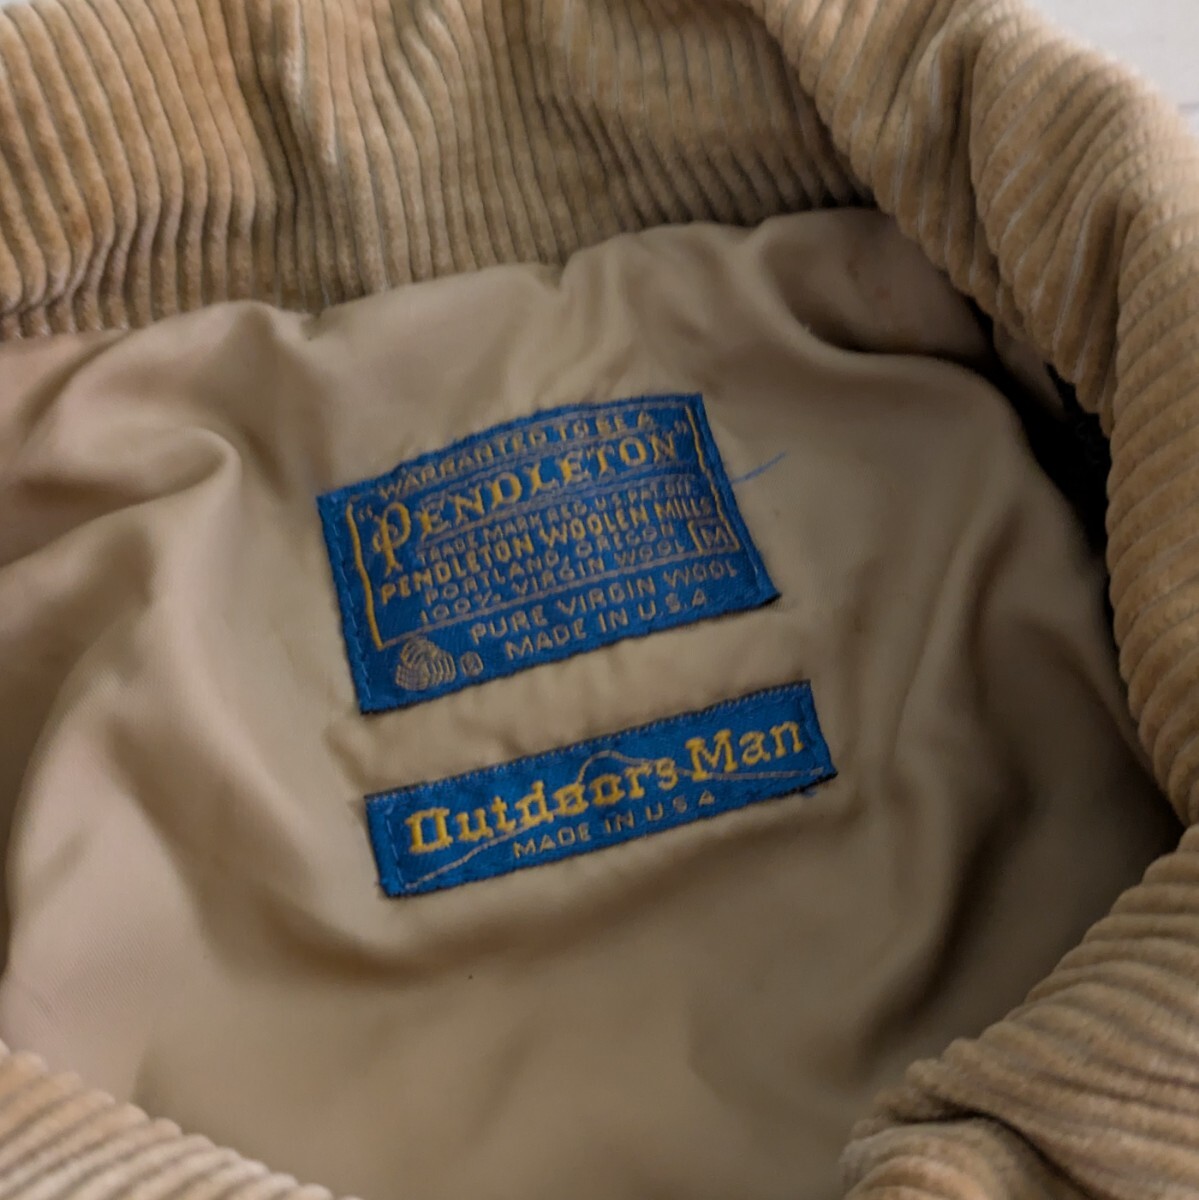 WARRANTED TO BE A
"PENDLETON"
TRADE MARK REG. U.S. PAT. OFF.
PENDLETON WOOLEN MILLS
PORTLAND, OREGON
100% VIRGIN WOOL M
PURE VIRGIN WOOL
MADE IN U.S.A
Outdoors-Man
MADE IN U.S.A